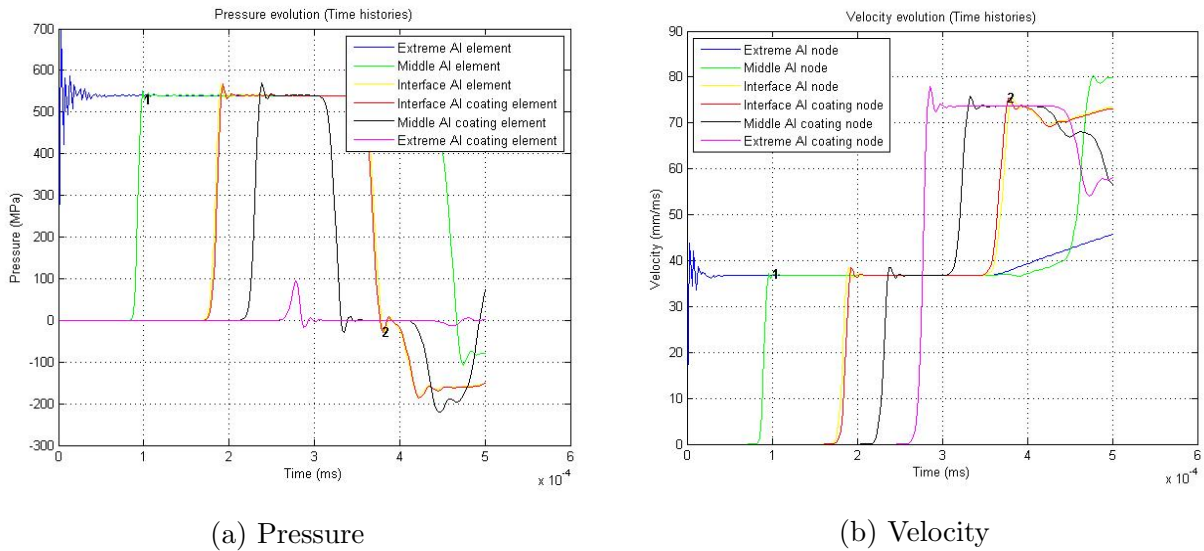 Pressure evolution (Time histories)
700
600
500
400
300
200
100
0
-100
-200
-300
Pressure (MPa)
Extreme Al element
Middle Al element
Interface Al element
Interface Al coating element
Middle Al coating element
Extreme Al coating element
1
2
0 1 2 3 4 5 6
Time (ms)
x 10⁻⁴
(a) Pressure
Velocity evolution (Time histories)
90
80
70
60
50
40
30
20
10
0
Velocity (mm/ms)
Extreme Al node
Middle Al node
Interface Al node
Interface Al coating node
Middle Al coating node
Extreme Al coating node
2
1
0 1 2 3 4 5 6
Time (ms)
x 10⁻⁴
(b) Velocity